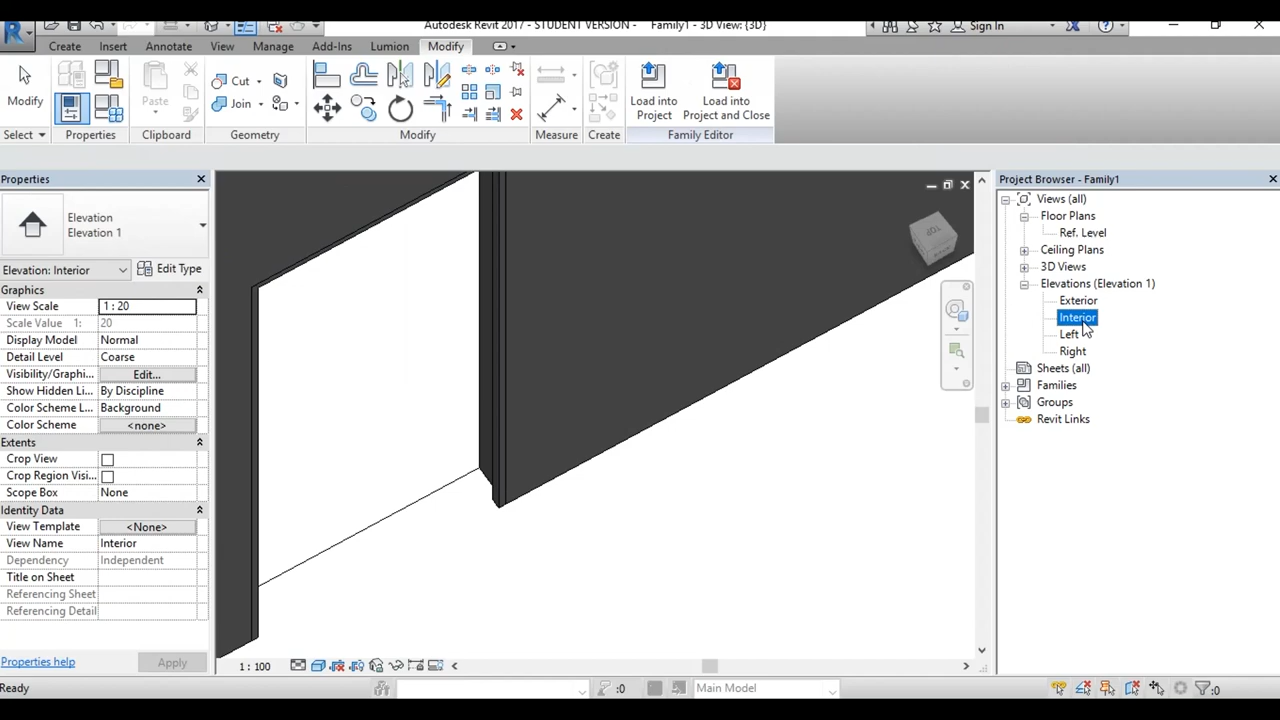 Autodesk Revit 2017 - STUDENT VERSION - Family1 - 3D View: {3D}
Sign In
Create Insert Annotate View Manage Add-Ins Lumion Modify
Modify
Paste
Cut
Join
Load into Project
Load into Project and Close
Select Properties Clipboard Geometry Modify Measure Create Family Editor
Properties
Elevation
Elevation 1
Elevation: Interior
Edit Type
Graphics
View Scale 1 : 20
Scale Value 1: 20
Display Model Normal
Detail Level Coarse
Visibility/Graphi... Edit...
Show Hidden Li... By Discipline
Color Scheme L... Background
Color Scheme <none>
Extents
Crop View
Crop Region Visi...
Scope Box None
Identity Data
View Template <None>
View Name Interior
Dependency Independent
Title on Sheet
Referencing Sheet
Referencing Detail
Properties help
Apply
TOP
1 : 100
Project Browser - Family1
Views (all)
Floor Plans
Ref. Level
Ceiling Plans
3D Views
Elevations (Elevation 1)
Exterior
Interior
Left
Right
Sheets (all)
Families
Groups
Revit Links
Ready
:0
Main Model
:0